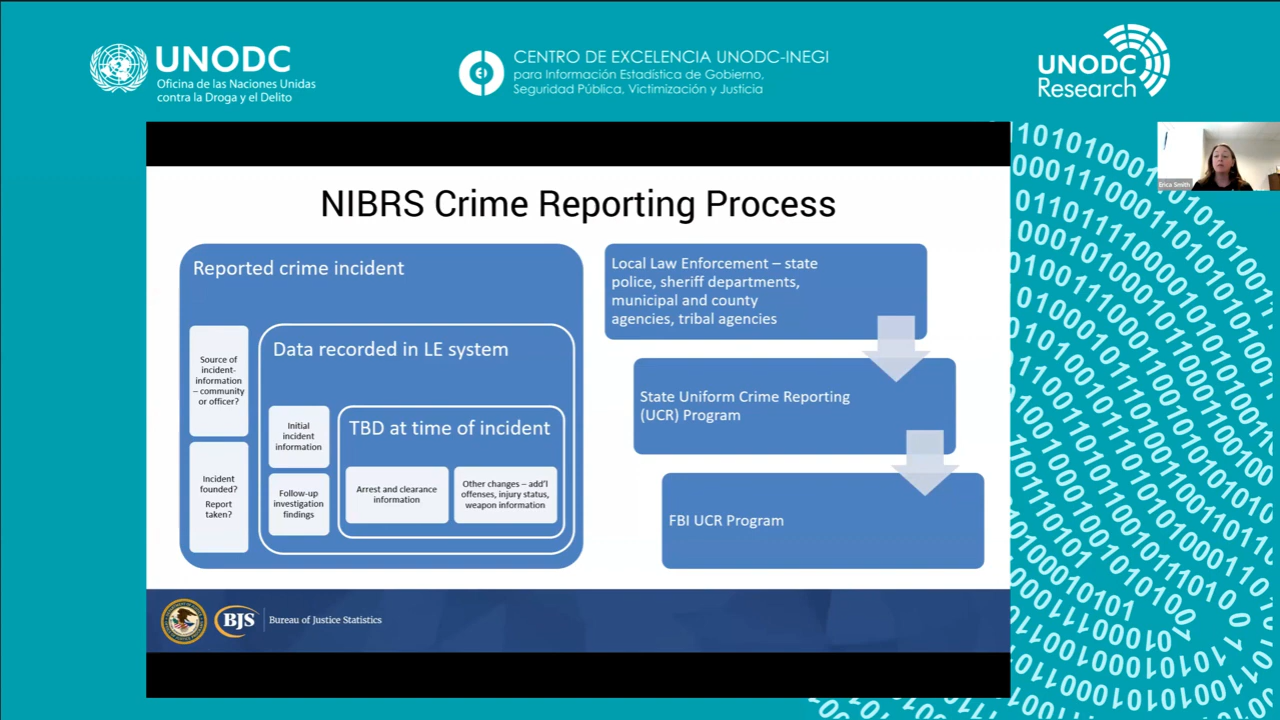 UNODC
Oficina de las Naciones Unidas
contra la Droga y el Delito
CENTRO DE EXCELENCIA UNODC-INEGI
para Información Estadística de Gobierno,
Seguridad Pública, Victimización y Justicia
UNODC
Research
Erica Smith
NIBRS Crime Reporting Process
Reported crime incident
Source of
incident-
information
– community
or officer?
Incident
founded?
Report
taken?
Data recorded in LE system
Initial
incident
information
Follow-up
investigation
findings
TBD at time of incident
Arrest and clearance
information
Other changes – add'l
offenses, injury status,
weapon information
Local Law Enforcement – state
police, sheriff departments,
municipal and county
agencies, tribal agencies
State Uniform Crime Reporting
(UCR) Program
FBI UCR Program
BJS
Bureau of Justice Statistics